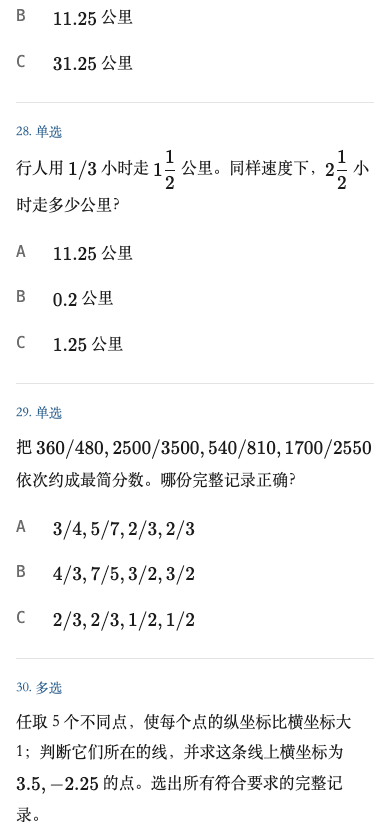 B 11.25 公里
C 31.25 公里
28. 单选
行人用 1/3 小时走 1 1/2 公里。同样速度下，2 1/2 小
时走多少公里？
A 11.25 公里
B 0.2 公里
C 1.25 公里
29. 单选
把 360/480, 2500/3500, 540/810, 1700/2550
依次约成最简分数。哪份完整记录正确？
A 3/4, 5/7, 2/3, 2/3
B 4/3, 7/5, 3/2, 3/2
C 2/3, 2/3, 1/2, 1/2
30. 多选
任取 5 个不同点，使每个点的纵坐标比横坐标大
1；判断它们所在的线，并求这条线上横坐标为
3.5, −2.25 的点。选出所有符合要求的完整记
录。